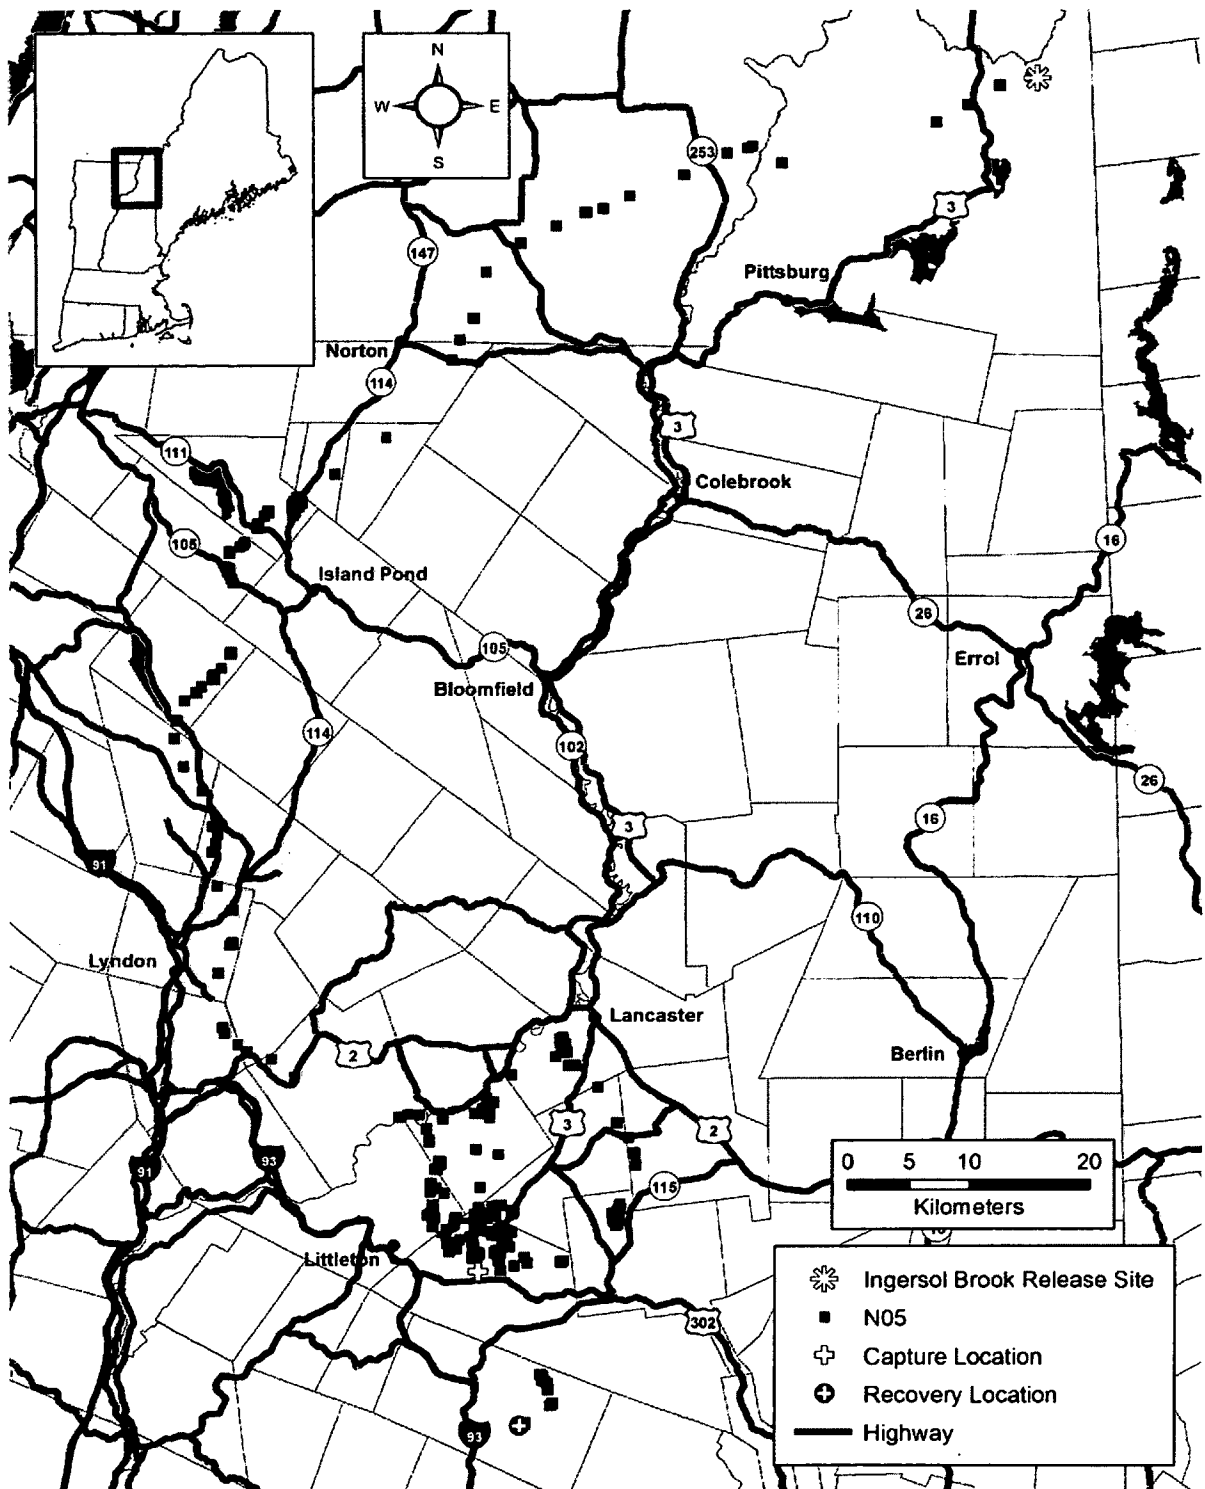 N
W E
S
253
3
147
Pittsburg
Norton
114
3
111
Colebrook
105
16
Island Pond
26
105
Errol
Bloomfield
114
102
26
3
16
91
110
Lyndon
Lancaster
2
Berlin
3
2
93
91
115
0 5 10 20
Kilometers
Littleton
Ingersol Brook Release Site
N05
302
Capture Location
Recovery Location
93
Highway